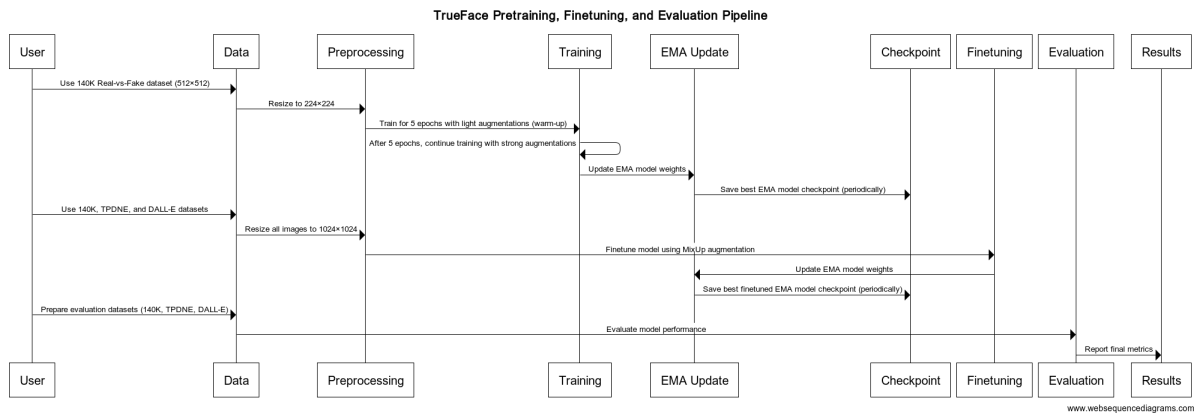 TrueFace Pretraining, Finetuning, and Evaluation Pipeline
User
Data
Preprocessing
Training
EMA Update
Checkpoint
Finetuning
Evaluation
Results
Use 140K Real-vs-Fake dataset (512×512)
Resize to 224×224
Train for 5 epochs with light augmentations (warm-up)
After 5 epochs, continue training with strong augmentations
Update EMA model weights
Save best EMA model checkpoint (periodically)
Use 140K, TPDNE, and DALL-E datasets
Resize all images to 1024×1024
Finetune model using MixUp augmentation
Update EMA model weights
Save best finetuned EMA model checkpoint (periodically)
Prepare evaluation datasets (140K, TPDNE, DALL-E)
Evaluate model performance
Report final metrics
User
Data
Preprocessing
Training
EMA Update
Checkpoint
Finetuning
Evaluation
Results
www.websequencediagrams.com